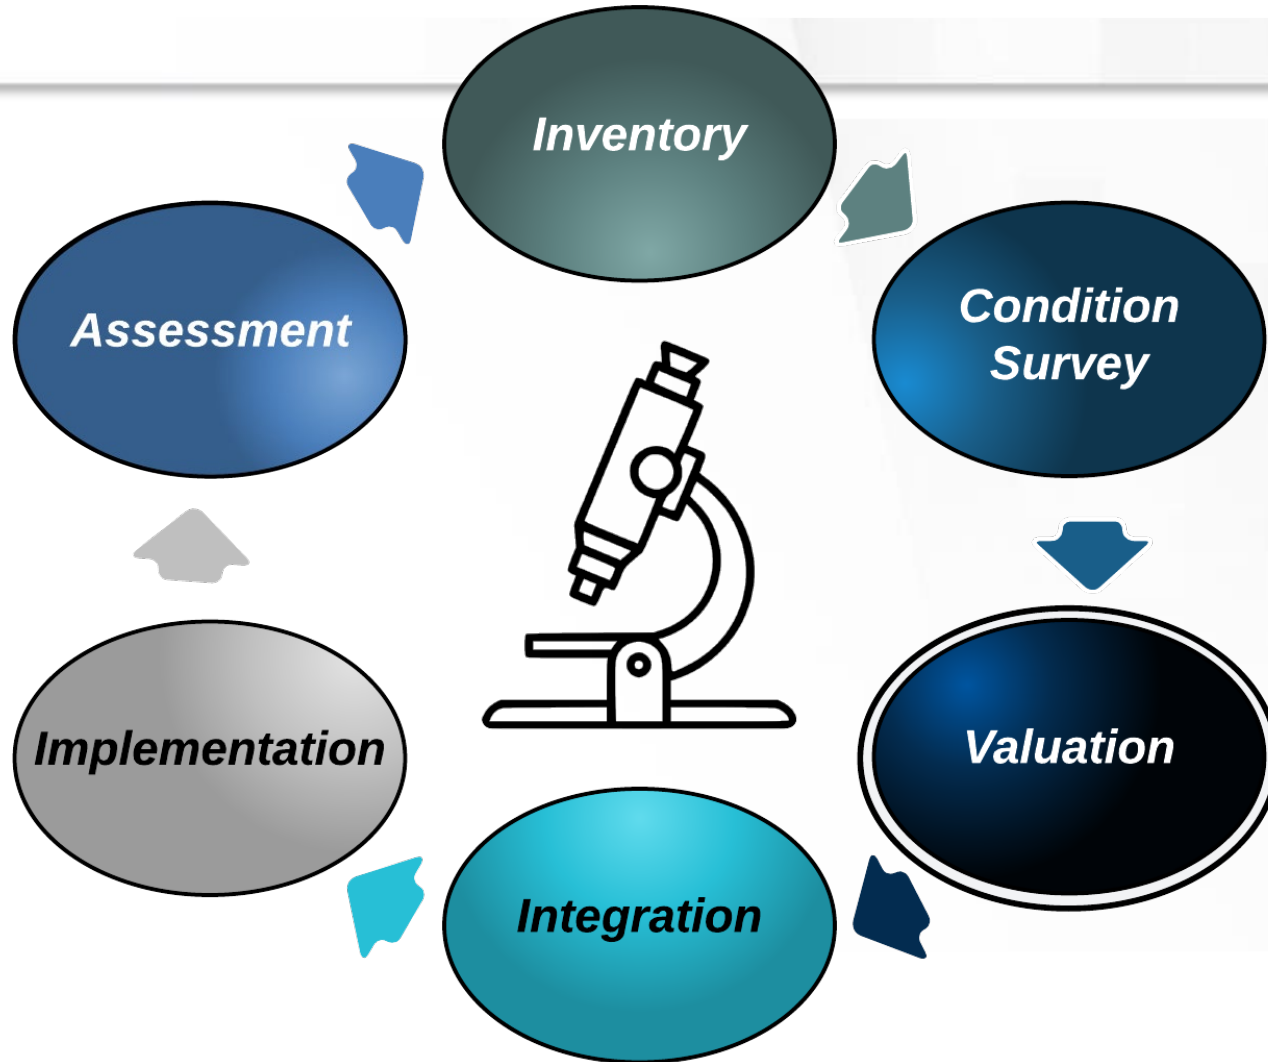 Inventory
Condition
Survey
Valuation
Integration
Implementation
Assessment